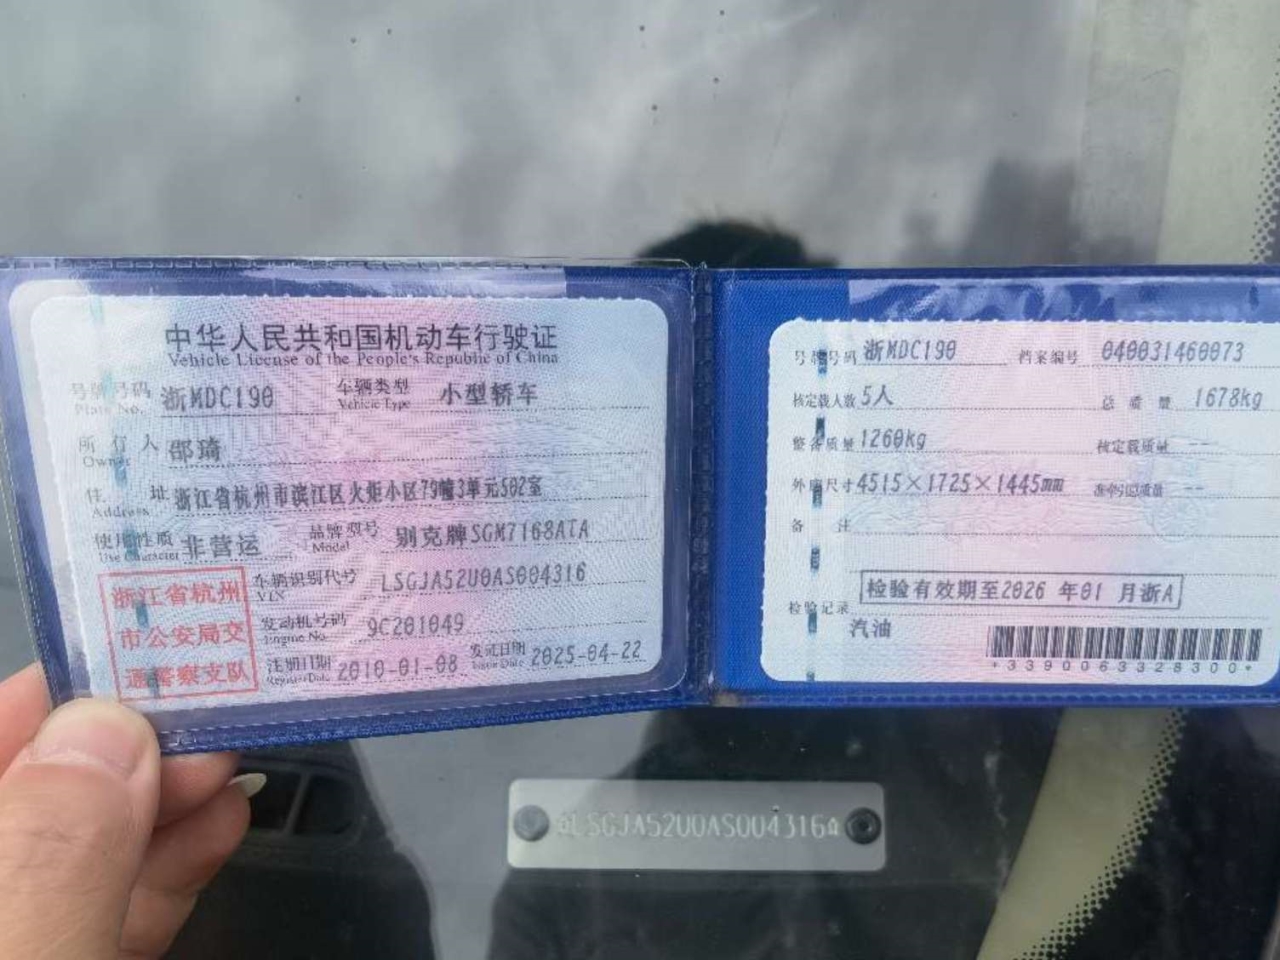 中华人民共和国机动车行驶证
Vehicle License of the People's Republic of China
号牌号码 浙MDC190 车辆类型 小型轿车
Plate No. Vehicle Type
所有人 邵琦
Owner
住址 浙江省杭州市滨江区火炬小区79幢3单元502室
Address
使用性质 非营运 品牌型号 别克牌SGM7168ATA
Use Character Model
浙江省杭州
市公安局交
通警察支队
车辆识别代号 LSGJA52U0AS004316
VIN
发动机号码 9C201049
Engine No.
注册日期 2010-01-08 发证日期 2025-04-22
Register Date Issue Date
号牌号码 浙MDC190 档案编号 040031460073
核定载人数 5人 总质量 1678kg
整备质量 1260kg 核定载质量 --
外廓尺寸 4515×1725×1445mm 准牵引总质量 --
备注
检验记录 检验有效期至2026 年01 月浙A
汽油
*3390063328300*
LSGJA52U0AS004316